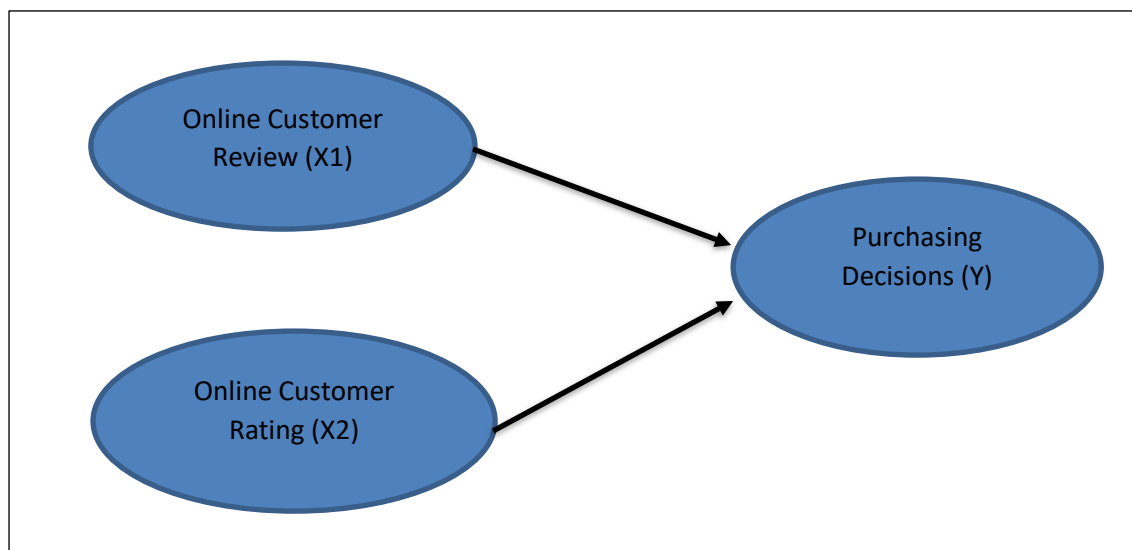 Online Customer
Review (X1)
Purchasing
Decisions (Y)
Online Customer
Rating (X2)